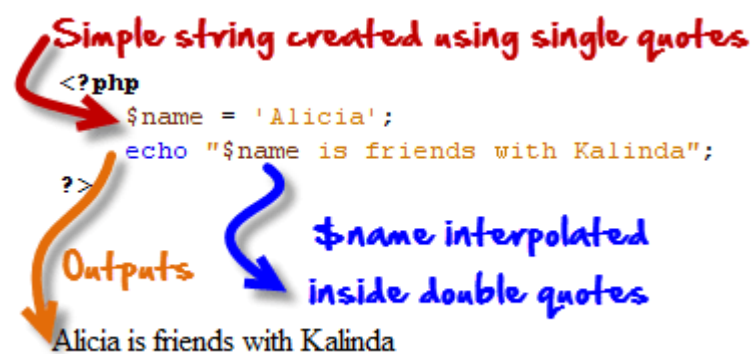 Simple string created using single quotes
<?php
$name = 'Alicia';
echo "$name is friends with Kalinda";
?>
$name interpolated
Outputs
inside double quotes
Alicia is friends with Kalinda